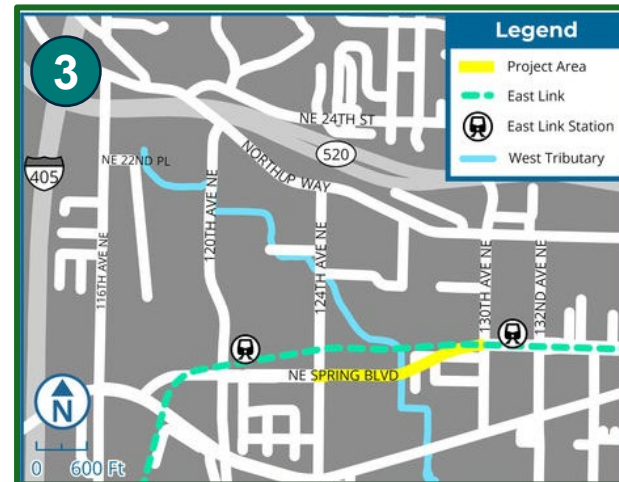 3
Legend
Project Area
East Link
East Link Station
West Tributary
NE 24TH ST
520
NORTHUP WAY
NE 22ND PL
405
116TH AVE NE
120TH AVE NE
124TH AVE NE
130TH AVE NE
132ND AVE NE
NE SPRING BLVD
N
0 600 Ft